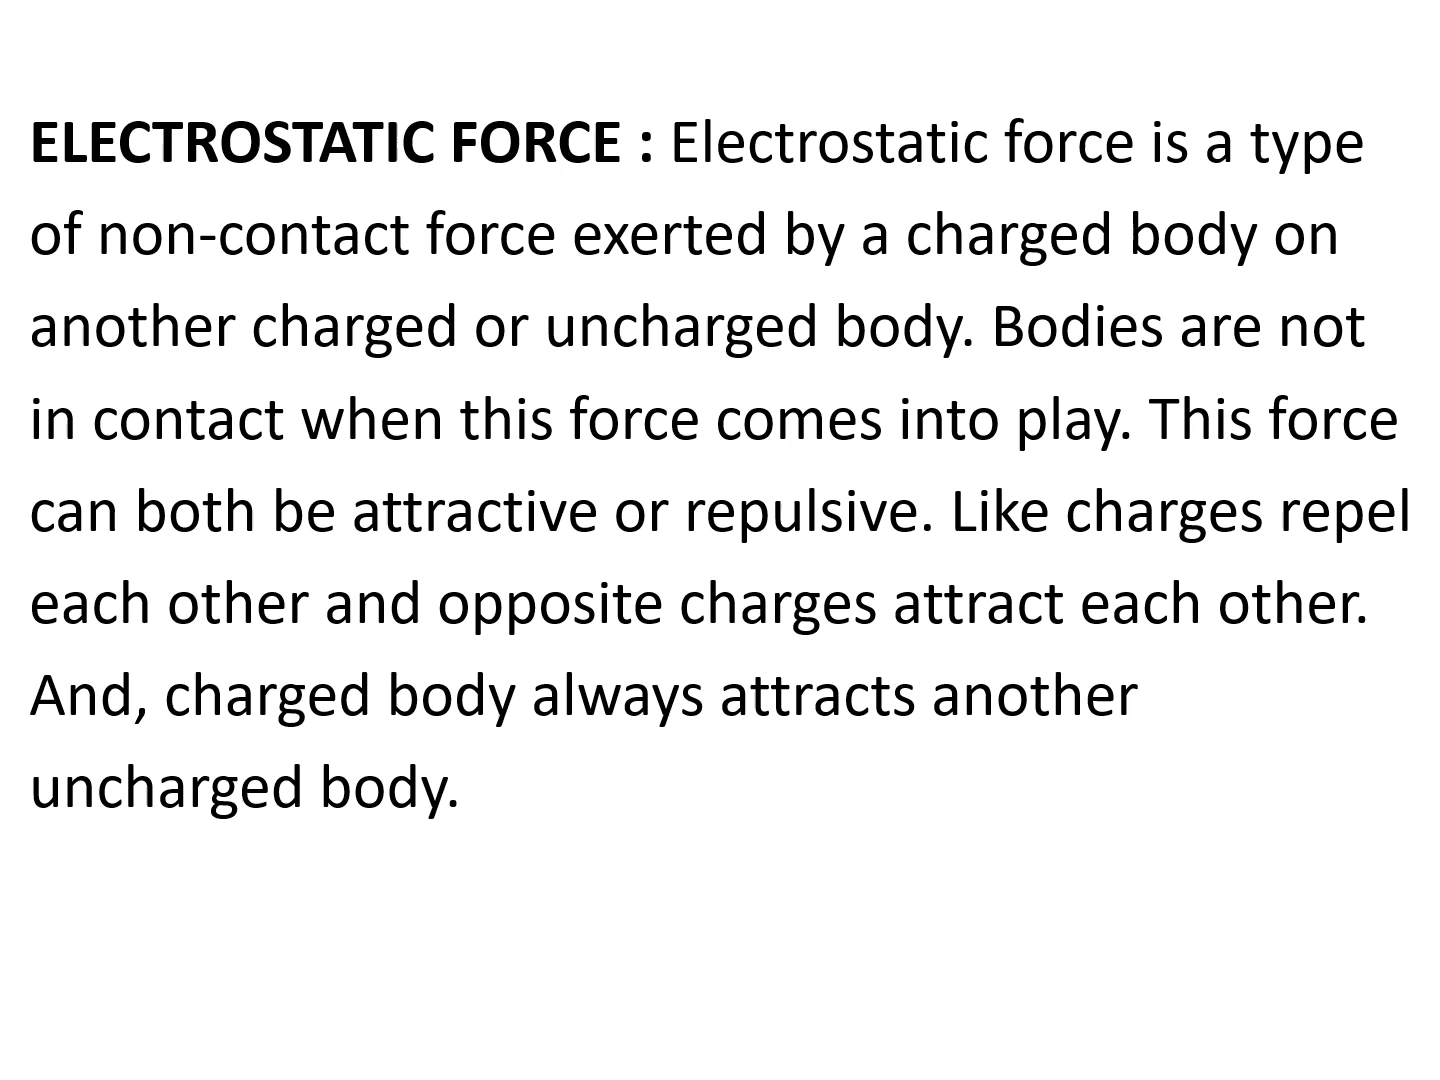 ELECTROSTATIC FORCE : Electrostatic force is a type
of non-contact force exerted by a charged body on
another charged or uncharged body. Bodies are not
in contact when this force comes into play. This force
can both be attractive or repulsive. Like charges repel
each other and opposite charges attract each other.
And, charged body always attracts another
uncharged body.